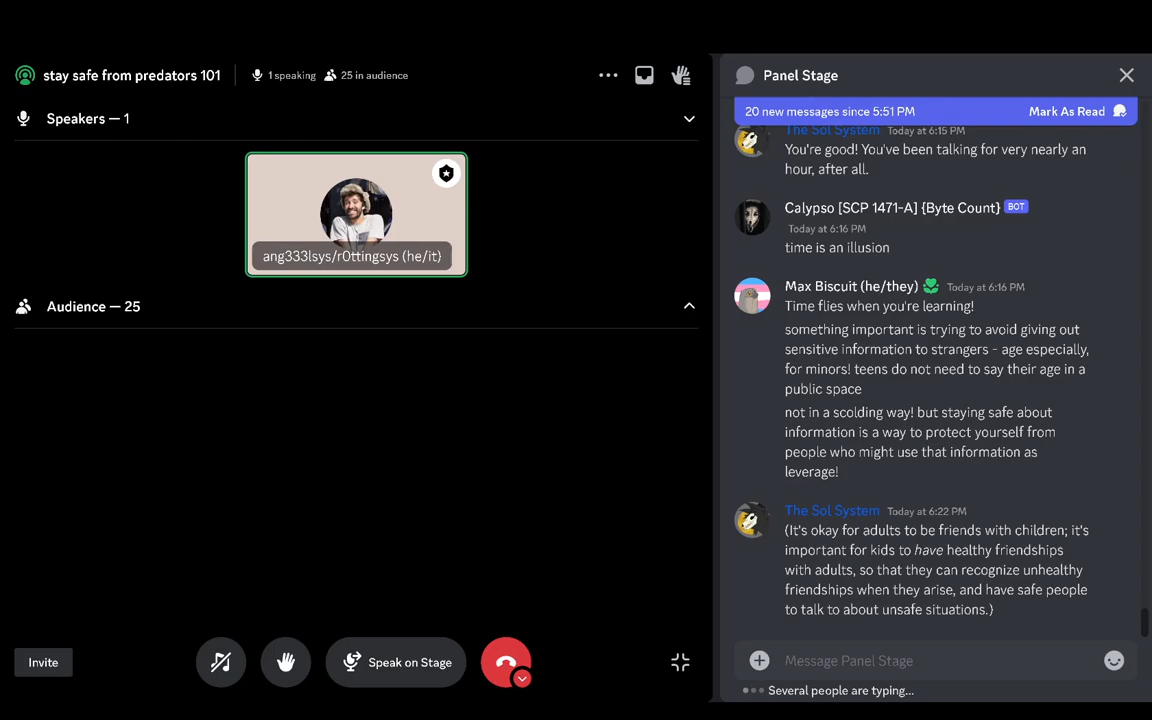 stay safe from predators 101
1 speaking
25 in audience
Speakers — 1
ang333lsys/r0ttingsys (he/it)
Audience — 25
Invite
Speak on Stage
Panel Stage
20 new messages since 5:51 PM
Mark As Read
The Sol System Today at 6:15 PM
You're good! You've been talking for very nearly an
hour, after all.
Calypso [SCP 1471-A] {Byte Count} BOT
Today at 6:16 PM
time is an illusion
Max Biscuit (he/they) Today at 6:16 PM
Time flies when you're learning!
something important is trying to avoid giving out
sensitive information to strangers - age especially,
for minors! teens do not need to say their age in a
public space
not in a scolding way! but staying safe about
information is a way to protect yourself from
people who might use that information as
leverage!
The Sol System Today at 6:22 PM
(It's okay for adults to be friends with children; it's
important for kids to have healthy friendships
with adults, so that they can recognize unhealthy
friendships when they arise, and have safe people
to talk to about unsafe situations.)
Message Panel Stage
Several people are typing...